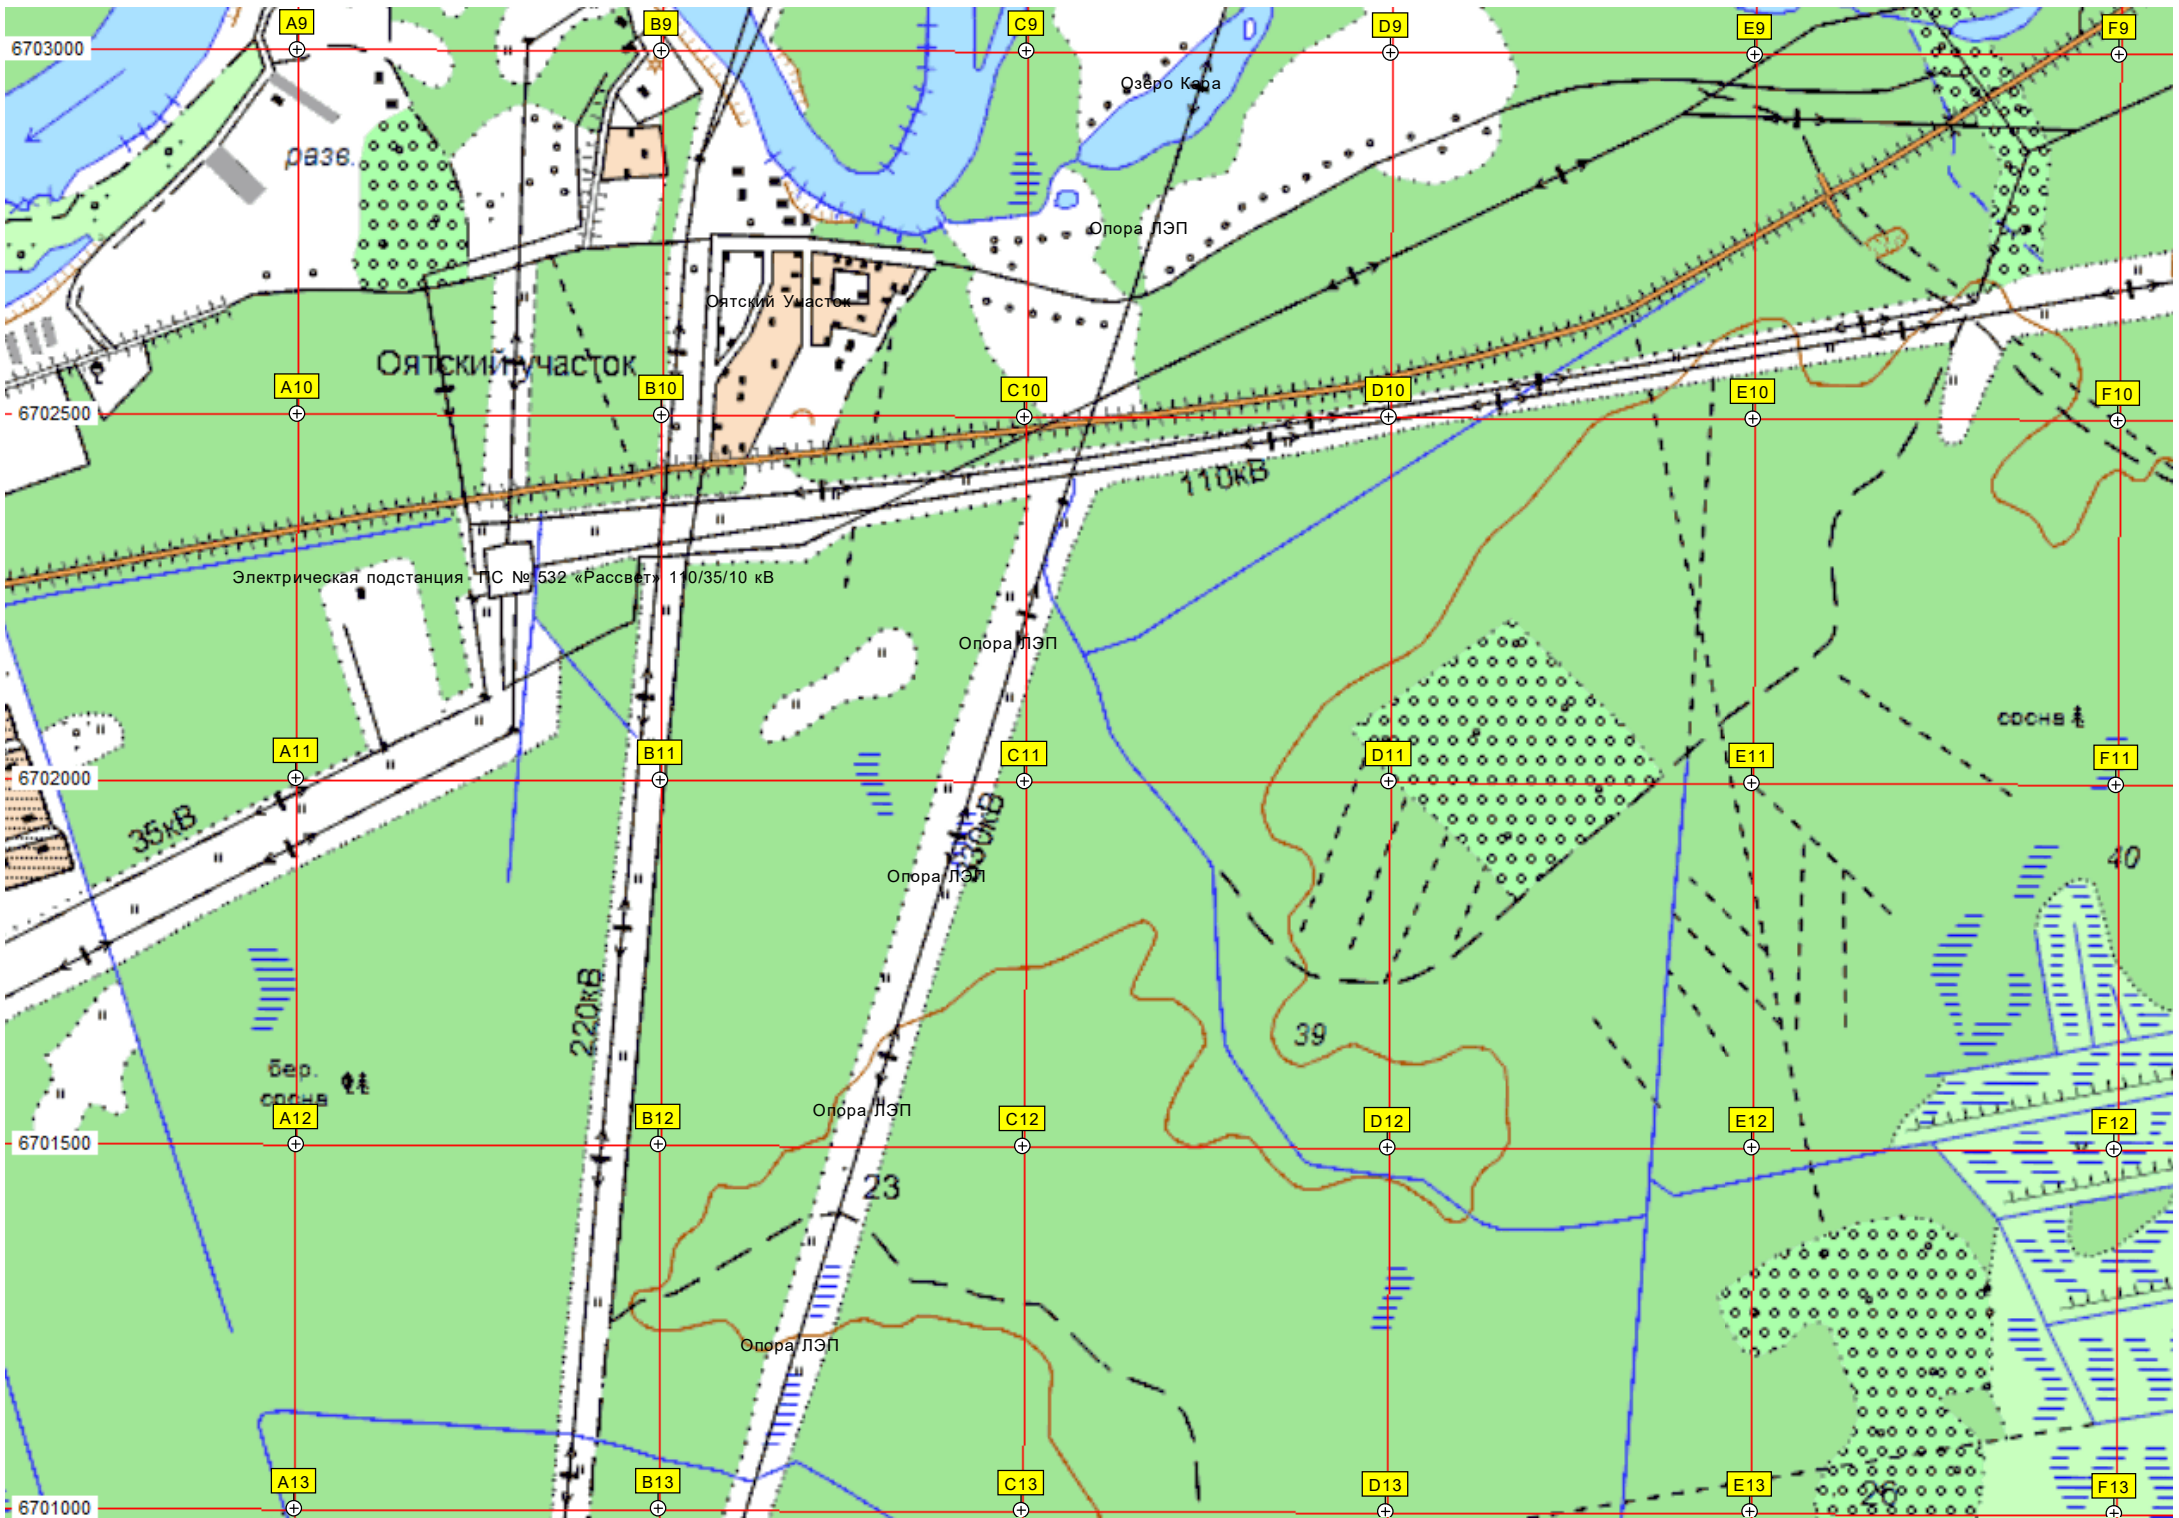 A9
B9
C9
D9
E9
F9
6703000
Озеро Кара
разв.
Опора ЛЭП
Оятский Участок
Оятский участок
A10
B10
C10
D10
E10
F10
6702500
110кВ
Электрическая подстанция ПС № 532 «Рассвет» 110/35/10 кВ
Опора ЛЭП
сосна
A11
B11
C11
D11
E11
F11
6702000
35кВ
330кВ
40
Опора ЛЭП
220кВ
39
бер.
сосна
Опора ЛЭП
A12
B12
C12
D12
E12
F12
6701500
23
Опора ЛЭП
A13
B13
C13
D13
E13
F13
6701000
26